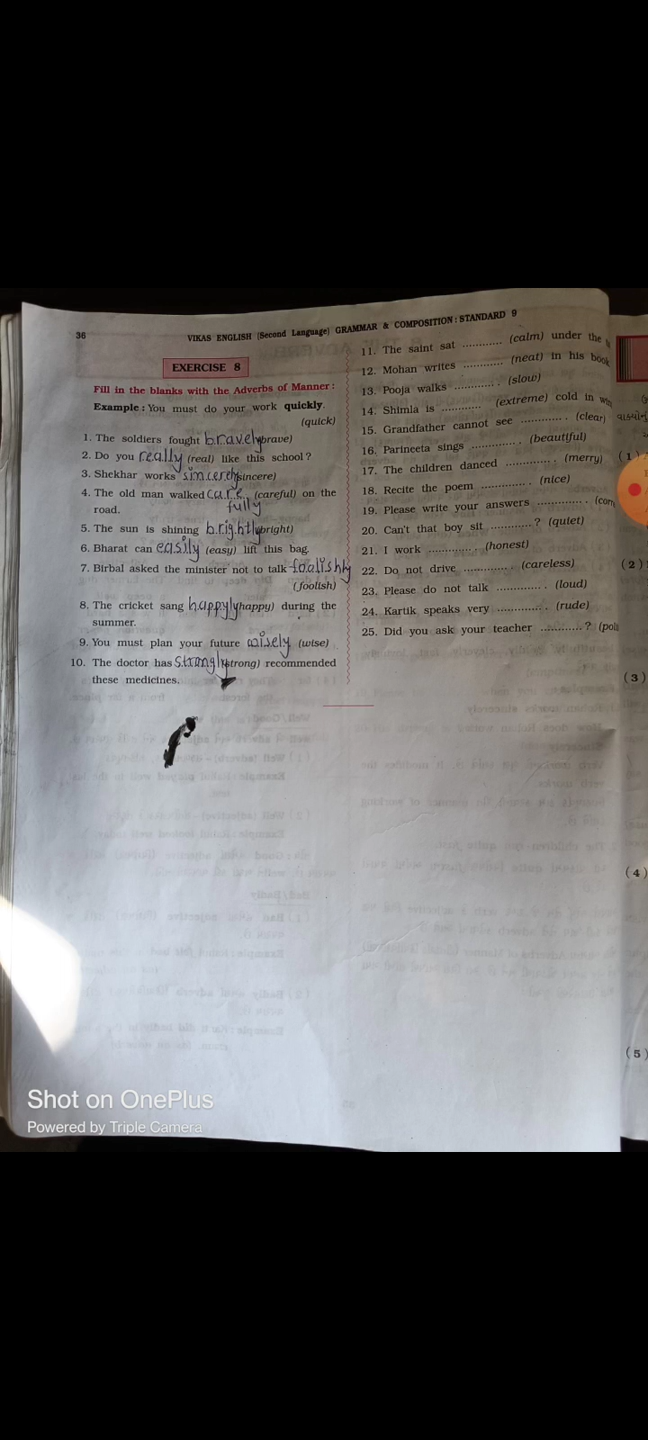 36
VIKAS ENGLISH (Second Language) GRAMMAR & COMPOSITION : STANDARD 9
EXERCISE 8
Fill in the blanks with the Adverbs of Manner :
Example : You must do your work quickly.
(quick)
1. The soldiers fought bravely (brave)
2. Do you really (real) like this school ?
3. Shekhar works sincerely (sincere)
4. The old man walked care (careful) on the
fully
road.
5. The sun is shining brightly (bright)
6. Bharat can easily (easy) lift this bag.
7. Birbal asked the minister not to talk foolishly
(foolish)
8. The cricket sang happyly (happy) during the
summer.
9. You must plan your future wisely (wise)
10. The doctor has strongly (strong) recommended
these medicines.
11. The saint sat ............ (calm) under the
12. Mohan writes ............ (neat) in his book
13. Pooja walks ............ . (slow)
14. Shimla is ............ (extreme) cold in
15. Grandfather cannot see ............ . (clear)
16. Parineeta sings ............ . (beautiful)
17. The children danced ............ . (merry)
18. Recite the poem ............ . (nice)
19. Please write your answers ............ .
20. Can't that boy sit ............ ? (quiet)
21. I work ............ . (honest)
22. Do not drive ............ . (careless)
23. Please do not talk ............ . (loud)
24. Kartik speaks very ............ . (rude)
25. Did you ask your teacher ............ ?
(1)
(2)
(3)
(4)
(5)
Shot on OnePlus
Powered by Triple Camera